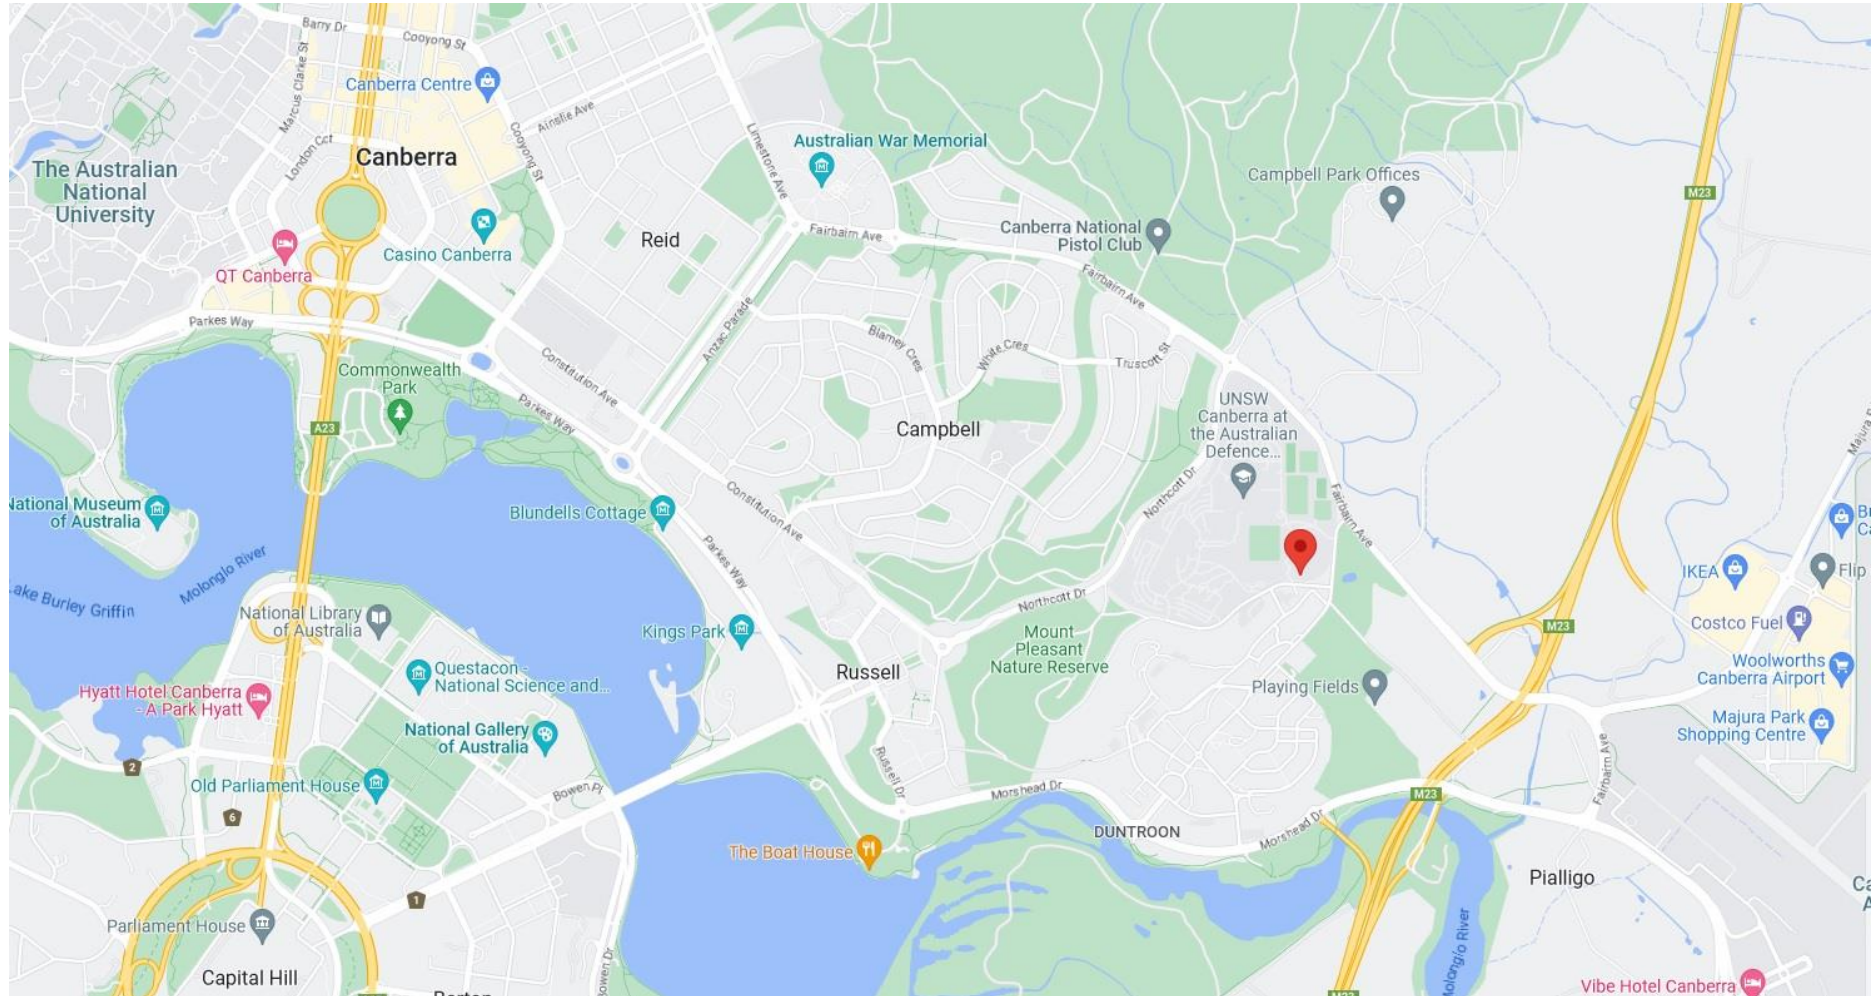 Barry Dr
Cooyong St
Marcus Clarke St
Canberra Centre
Ainslie Ave
Cooyong St
London Cct
Canberra
Limestone Ave
Australian War Memorial
The Australian
National
University
Campbell Park Offices
M23
Casino Canberra
QT Canberra
Reid
Fairbairn Ave
Canberra National
Pistol Club
Fairbairn Ave
Parkes Way
Anzac Parade
Blamey Cres
White Cres
Truscott St
Constitution Ave
Commonwealth
Park
Parkes Way
A23
Campbell
UNSW
Canberra at
the Australian
Defence...
Majura
National Museum
of Australia
Blundells Cottage
Constitution Ave
Northcott Dr
Fairbairn Ave
Parkes Way
Molonglo River
Lake Burley Griffin
IKEA
Flip
National Library
of Australia
Kings Park
Northcott Dr
Mount
Pleasant
Nature Reserve
M23
Costco Fuel
Questacon -
National Science and...
Russell
Playing Fields
Woolworths
Canberra Airport
Hyatt Hotel Canberra
- A Park Hyatt
National Gallery
of Australia
Majura Park
Shopping Centre
2
Old Parliament House
Bowen Pl
Russell Dr
Morshead Dr
M23
Fairbairn Ave
6
The Boat House
DUNTROON
Morshead Dr
Pialligo
1
Parliament House
Molonglo River
Capital Hill
Bowen Dr
Barton
M23
Vibe Hotel Canberra